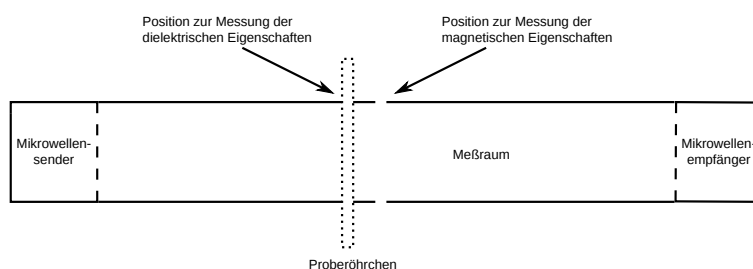 Position zur Messung der
dielektrischen Eigenschaften
Position zur Messung der
magnetischen Eigenschaften
Mikrowellen-
sender
Meßraum
Mikrowellen-
empfänger
Proberöhrchen